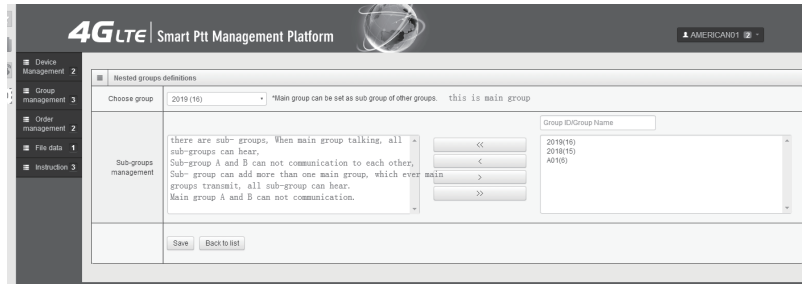 4G LTE | Smart Ptt Management Platform
AMERICAN01 2
Device
Management 2
Group
management 3
Order
management 2
File data 1
Instruction 3
Nested groups definitions
Choose group
2019 (16)
*Main group can be set as sub group of other groups.
this is main group
Sub-groups
management
there are sub- groups, When main group talking, all
sub-groups can hear,
Sub-group A and B can not communication to each other,
Sub- group can add more than one main group, which ever main
groups transmit, all sub-group can hear.
Main group A and B can not communication.
<<
<
>
>>
Group ID/Group Name
2019(16)
2018(15)
A01(6)
Save
Back to list